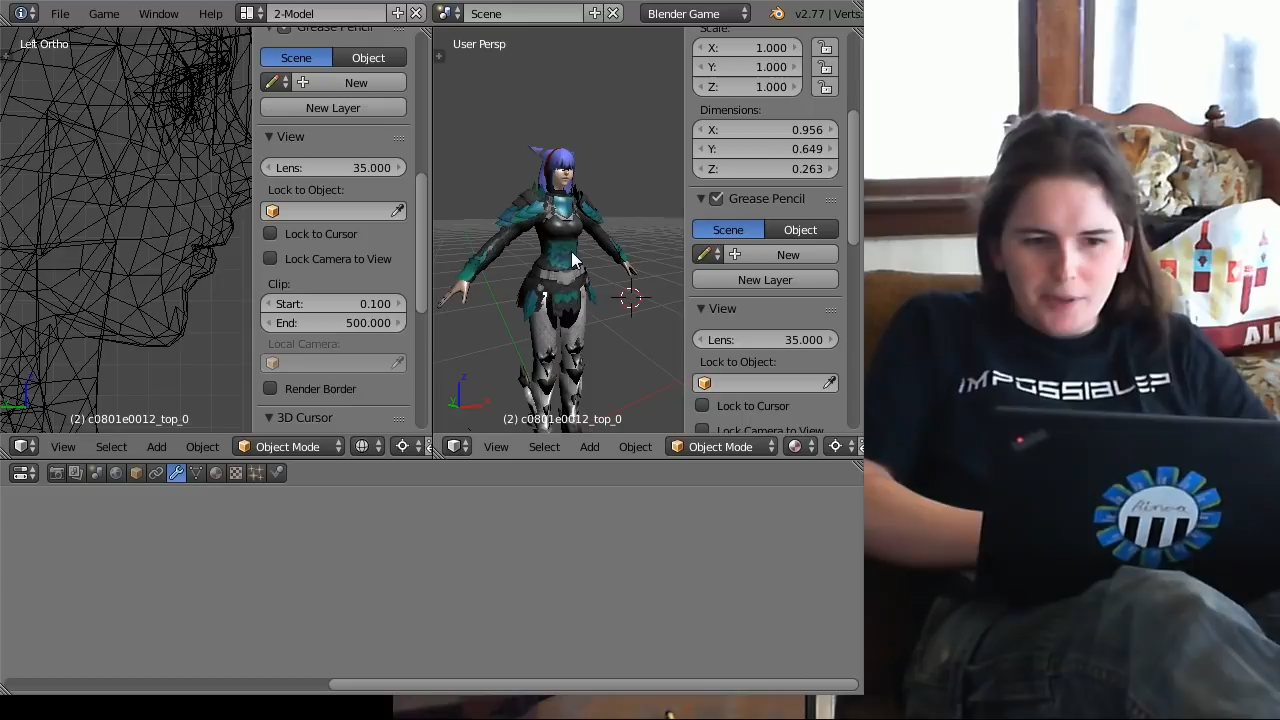 File Game Window Help 2-Model Scene Blender Game v2.77 | Verts:
Left Ortho
Grease Pencil
Scene Object
New
New Layer
View
Lens: 35.000
Lock to Object:
Lock to Cursor
Lock Camera to View
Clip:
Start: 0.100
End: 500.000
Local Camera:
Render Border
3D Cursor
(2) c0801e0012_top_0
View Select Add Object Object Mode
User Persp
z
x
y
(2) c0801e0012_top_0
View Select Add Object Object Mode
Scale:
X: 1.000
Y: 1.000
Z: 1.000
Dimensions:
X: 0.956
Y: 0.649
Z: 0.263
Grease Pencil
Scene Object
New
New Layer
View
Lens: 35.000
Lock to Object:
Lock to Cursor
Lock Camera to View
IMPOSSIBLE?
Rinoa
AL